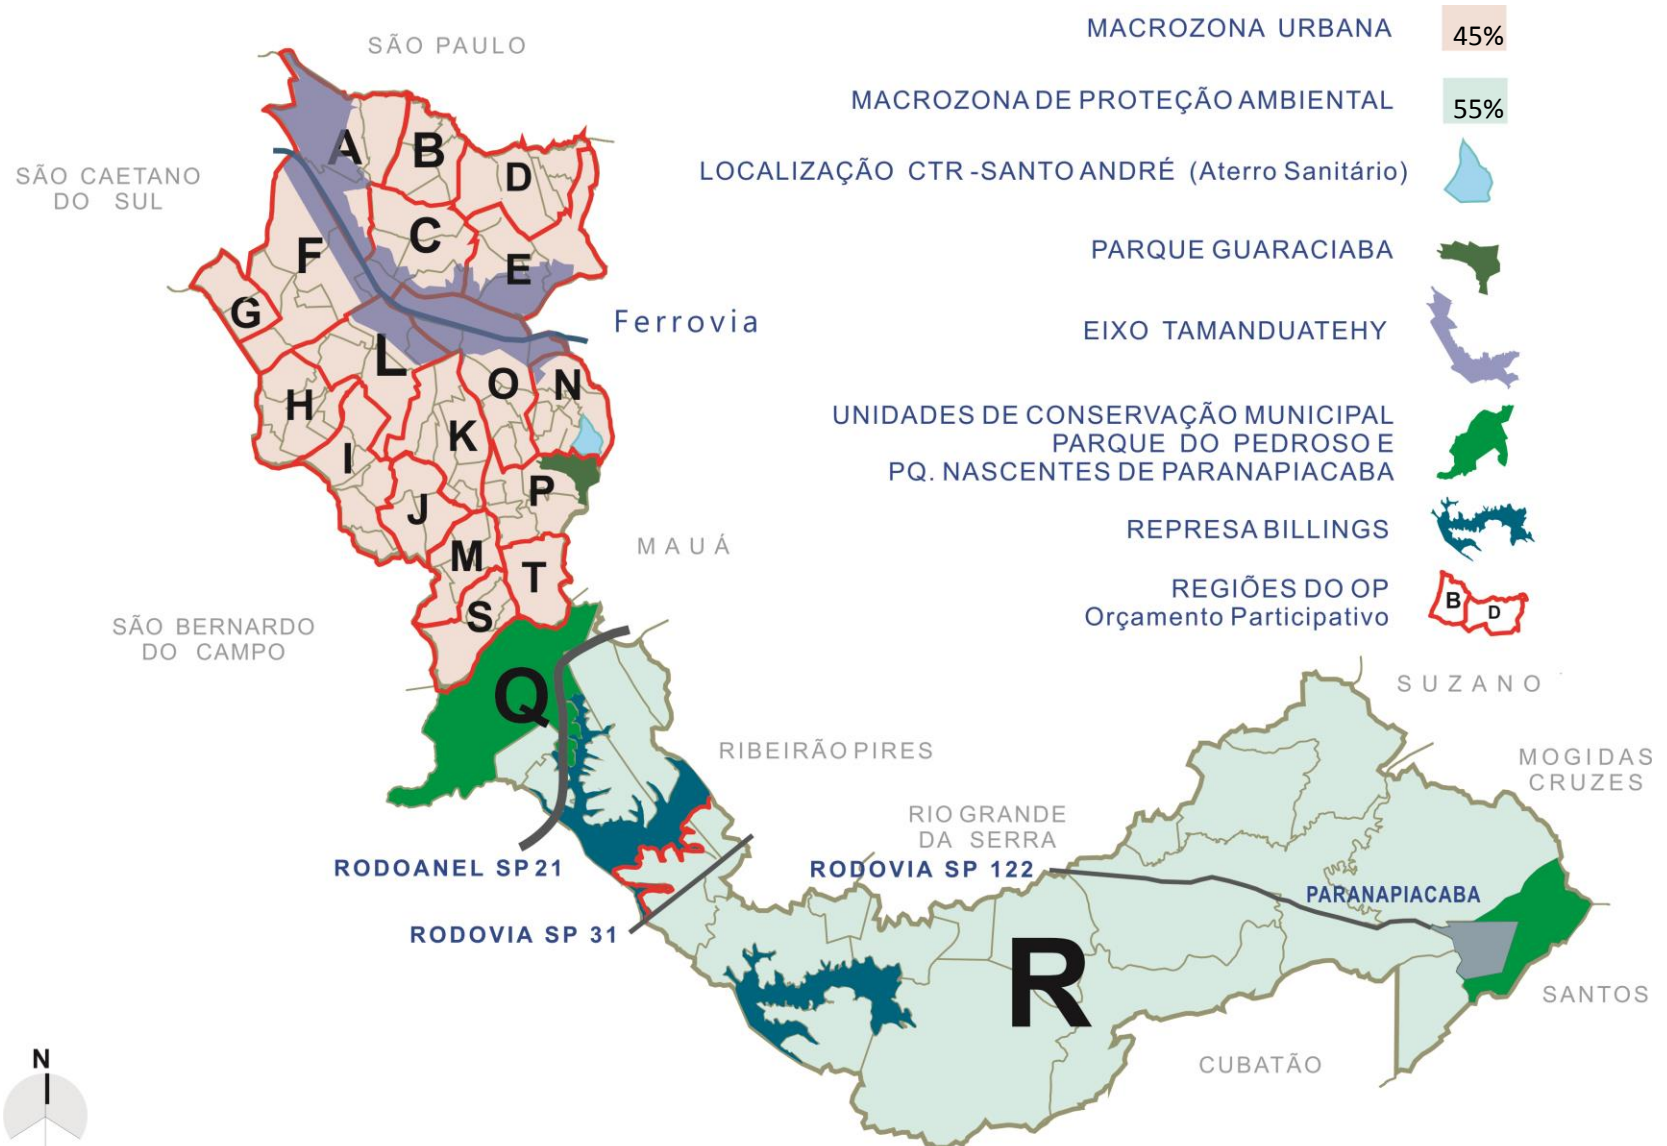 SÃO PAULO
MACROZONA URBANA
45%
MACROZONA DE PROTEÇÃO AMBIENTAL
55%
LOCALIZAÇÃO CTR -SANTO ANDRÉ (Aterro Sanitário)
PARQUE GUARACIABA
EIXO TAMANDUATEHY
UNIDADES DE CONSERVAÇÃO MUNICIPAL
PARQUE DO PEDROSO E
PQ. NASCENTES DE PARANAPIACABA
REPRESA BILLINGS
REGIÕES DO OP
Orçamento Participativo
B
D
SÃO CAETANO
DO SUL
A
B
D
C
F
E
G
Ferrovia
L
H
O
N
K
I
P
J
M
T
S
MAUÁ
SÃO BERNARDO
DO CAMPO
Q
SUZANO
RIBEIRÃO PIRES
MOGIDAS
CRUZES
RIO GRANDE
DA SERRA
RODOANEL SP 21
RODOVIA SP 122
PARANAPIACABA
RODOVIA SP 31
R
SANTOS
CUBATÃO
N